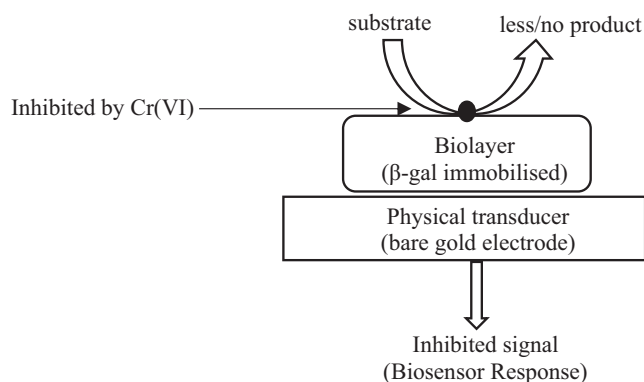 substrate
less/no product
Inhibited by Cr(VI)
Biolayer
(β-gal immobilised)
Physical transducer
(bare gold electrode)
Inhibited signal
(Biosensor Response)